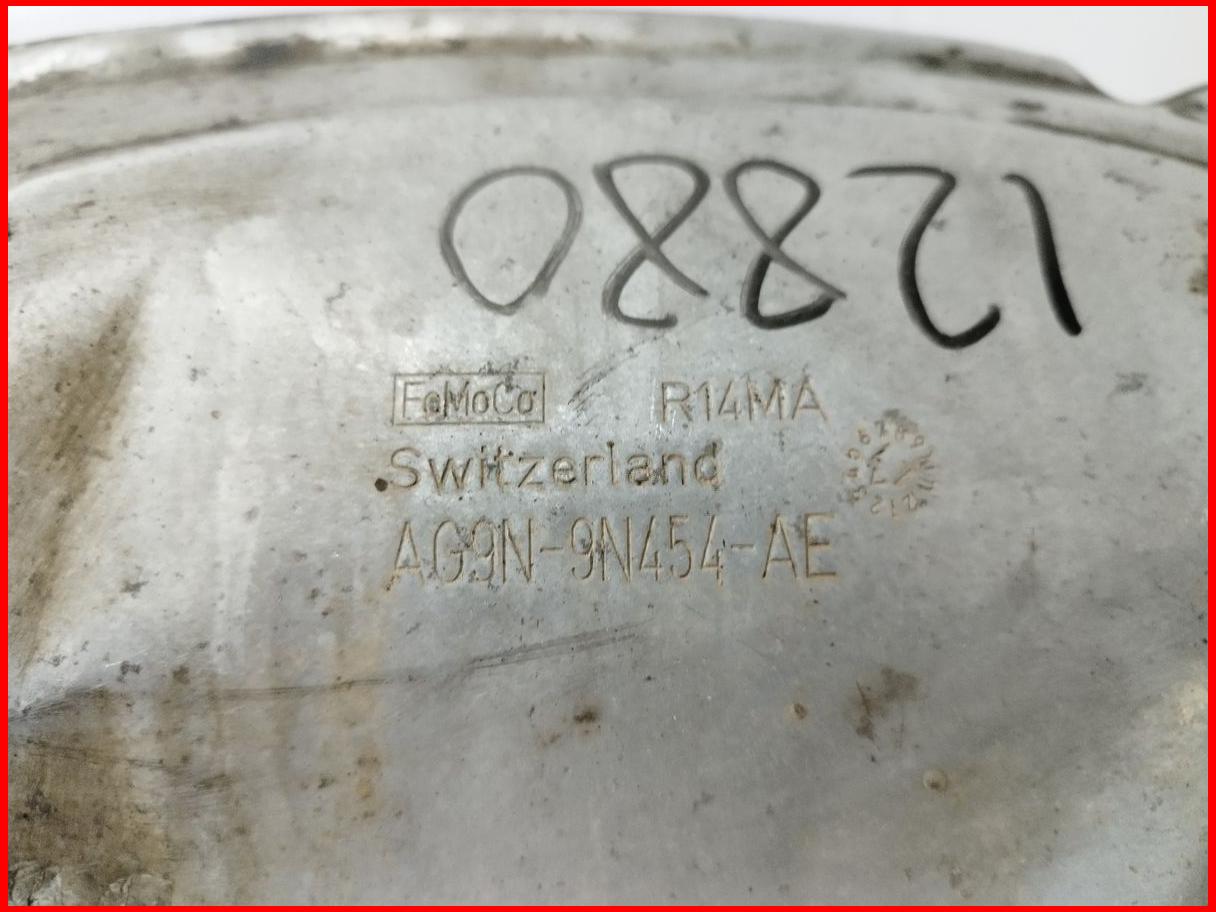 12880
FoMoCo R14MA
Switzerland
AG9N-9N454-AE